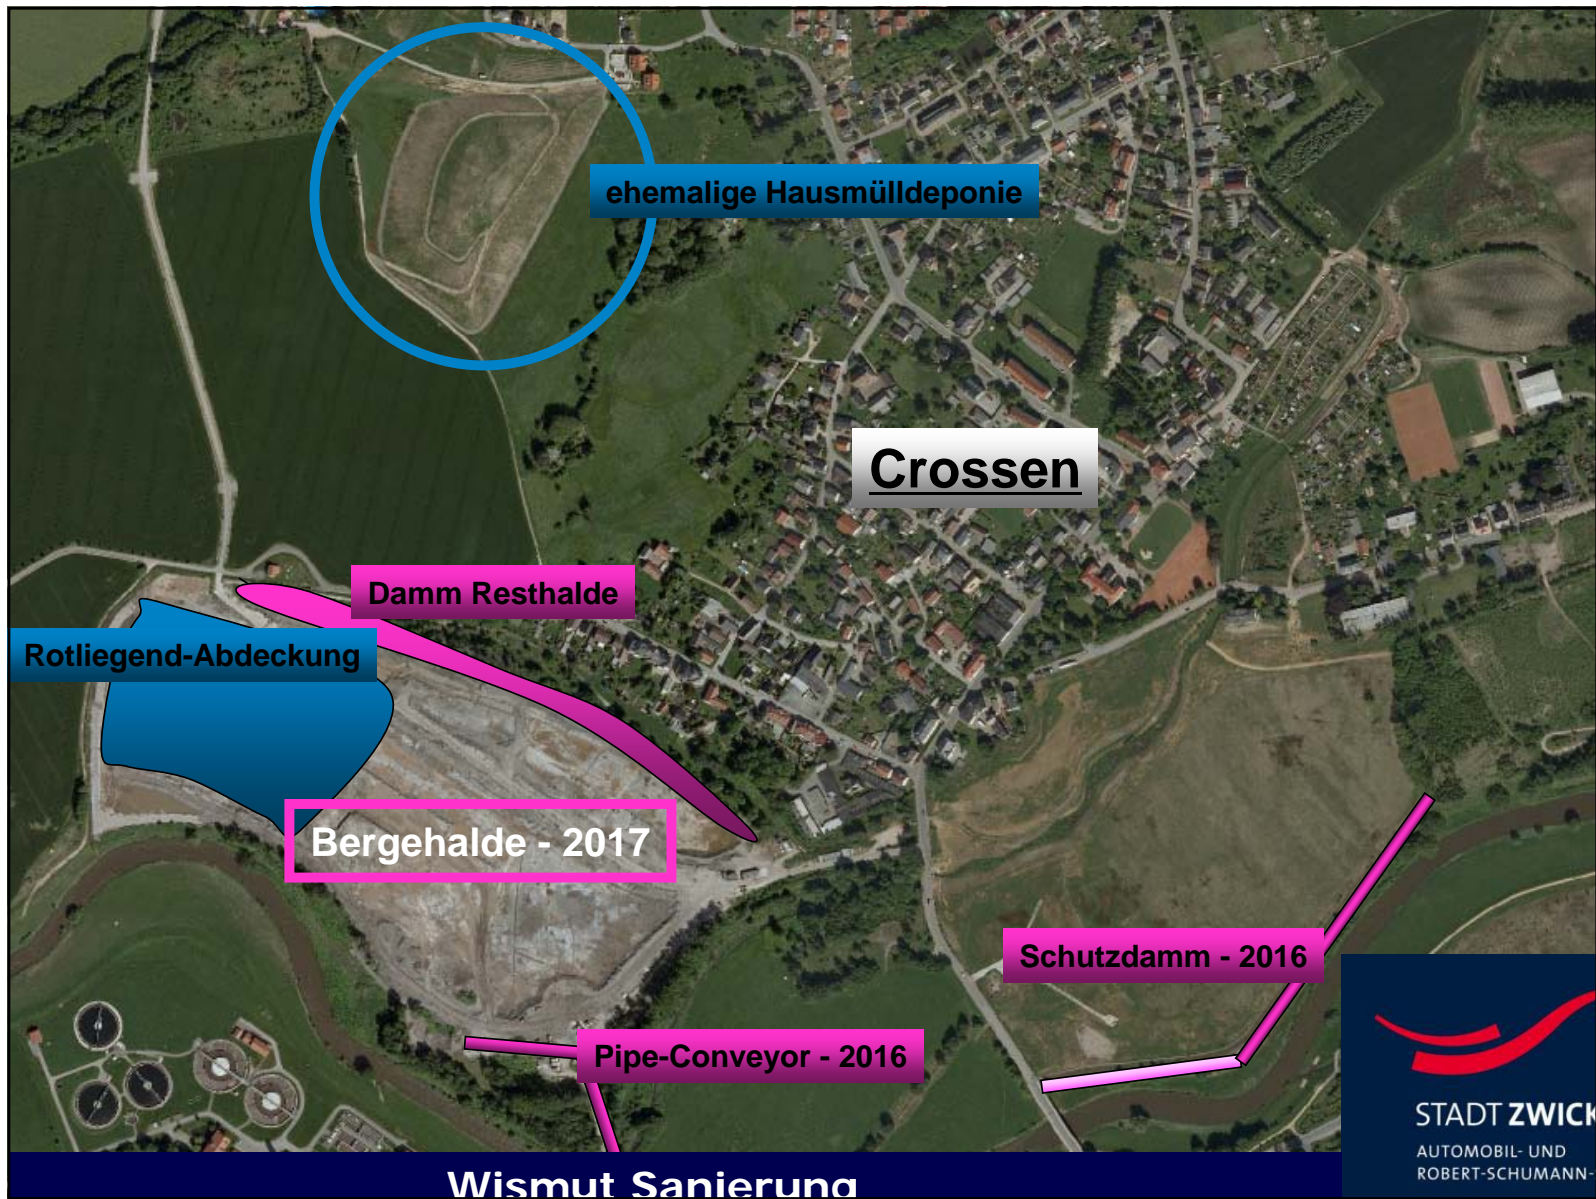 ehemalige Hausmülldeponie
Crossen
Damm Resthalde
Rotliegend-Abdeckung
Bergehalde - 2017
Schutzdamm - 2016
Pipe-Conveyor - 2016
STADT ZWICK
AUTOMOBIL- UND
ROBERT-SCHUMANN-
Wismut Sanierung